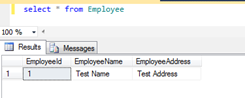 select * from Employee
100 %
Results Messages
EmployeeId EmployeeName EmployeeAddress
1 1 Test Name Test Address